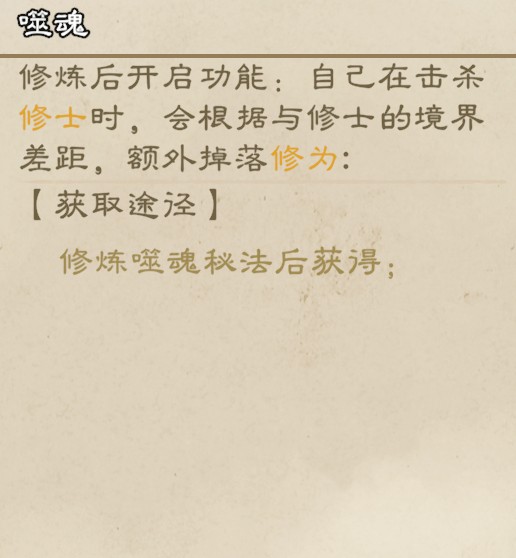 噬魂
修炼后开启功能：自己在击杀
修士时，会根据与修士的境界
差距，额外掉落修为：
【获取途径】
修炼噬魂秘法后获得；